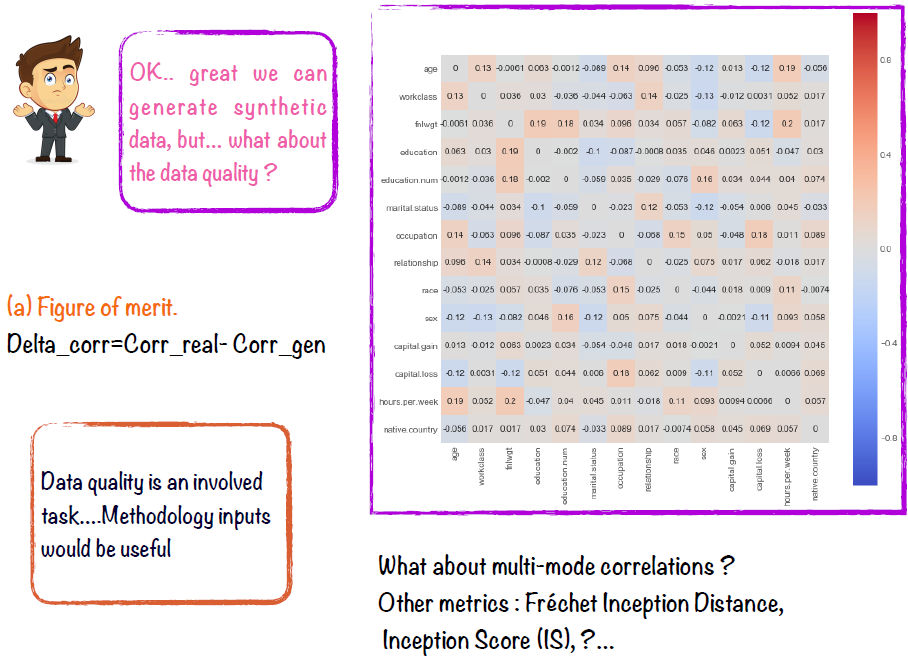 OK.. great we can
generate synthetic
data, but... what about
the data quality ?
(a) Figure of merit.
Delta_corr=Corr_real- Corr_gen
Data quality is an involved
task....Methodology inputs
would be useful
age 0 0.13 -0.0061 0.063 -0.0012 -0.089 0.14 0.096 -0.053 -0.12 0.013 -0.12 0.19 -0.056
workclass 0.13 0 0.036 0.03 -0.036 -0.044 -0.063 0.14 -0.025 -0.13 -0.012 0.0031 0.052 0.017
fnlwgt -0.0061 0.036 0 0.19 0.18 0.034 0.096 0.034 0.057 -0.082 0.063 -0.12 0.2 0.017
education 0.063 0.03 0.19 0 -0.002 -0.1 -0.087 -0.0008 0.035 0.046 0.0023 0.051 -0.047 0.03
education.num -0.0012 -0.036 0.18 -0.002 0 -0.059 0.035 -0.029 -0.076 0.16 0.034 0.044 0.04 0.074
marital.status -0.089 -0.044 0.034 -0.1 -0.059 0 -0.023 0.12 -0.053 -0.12 -0.054 0.006 0.045 -0.033
occupation 0.14 -0.063 0.096 -0.087 0.035 -0.023 0 -0.068 0.15 0.05 -0.048 0.18 0.011 0.089
relationship 0.096 0.14 0.034 -0.0008 -0.029 0.12 -0.068 0 -0.025 0.075 0.017 0.062 -0.018 0.017
race -0.053 -0.025 0.057 0.035 -0.076 -0.053 0.15 -0.025 0 -0.044 0.018 0.009 0.11 -0.0074
sex -0.12 -0.13 -0.082 0.046 0.16 -0.12 0.05 0.075 -0.044 0 -0.0021 -0.11 0.093 0.058
capital.gain 0.013 -0.012 0.063 0.0023 0.034 -0.054 -0.048 0.017 0.018 -0.0021 0 0.052 0.0094 0.045
capital.loss -0.12 0.0031 -0.12 0.051 0.044 0.006 0.18 0.062 0.009 -0.11 0.052 0 0.0066 0.069
hours.per.week 0.19 0.052 0.2 -0.047 0.04 0.045 0.011 -0.018 0.11 0.093 0.0094 0.0066 0 0.057
native.country -0.056 0.017 0.017 0.03 0.074 -0.033 0.089 0.017 -0.0074 0.058 0.045 0.069 0.057 0
age workclass fnlwgt education education.num marital.status occupation relationship race sex capital.gain capital.loss hours.per.week native.country
0.8
0.4
0.0
-0.4
-0.8
What about multi-mode correlations ?
Other metrics : Fréchet Inception Distance,
Inception Score (IS), ?...